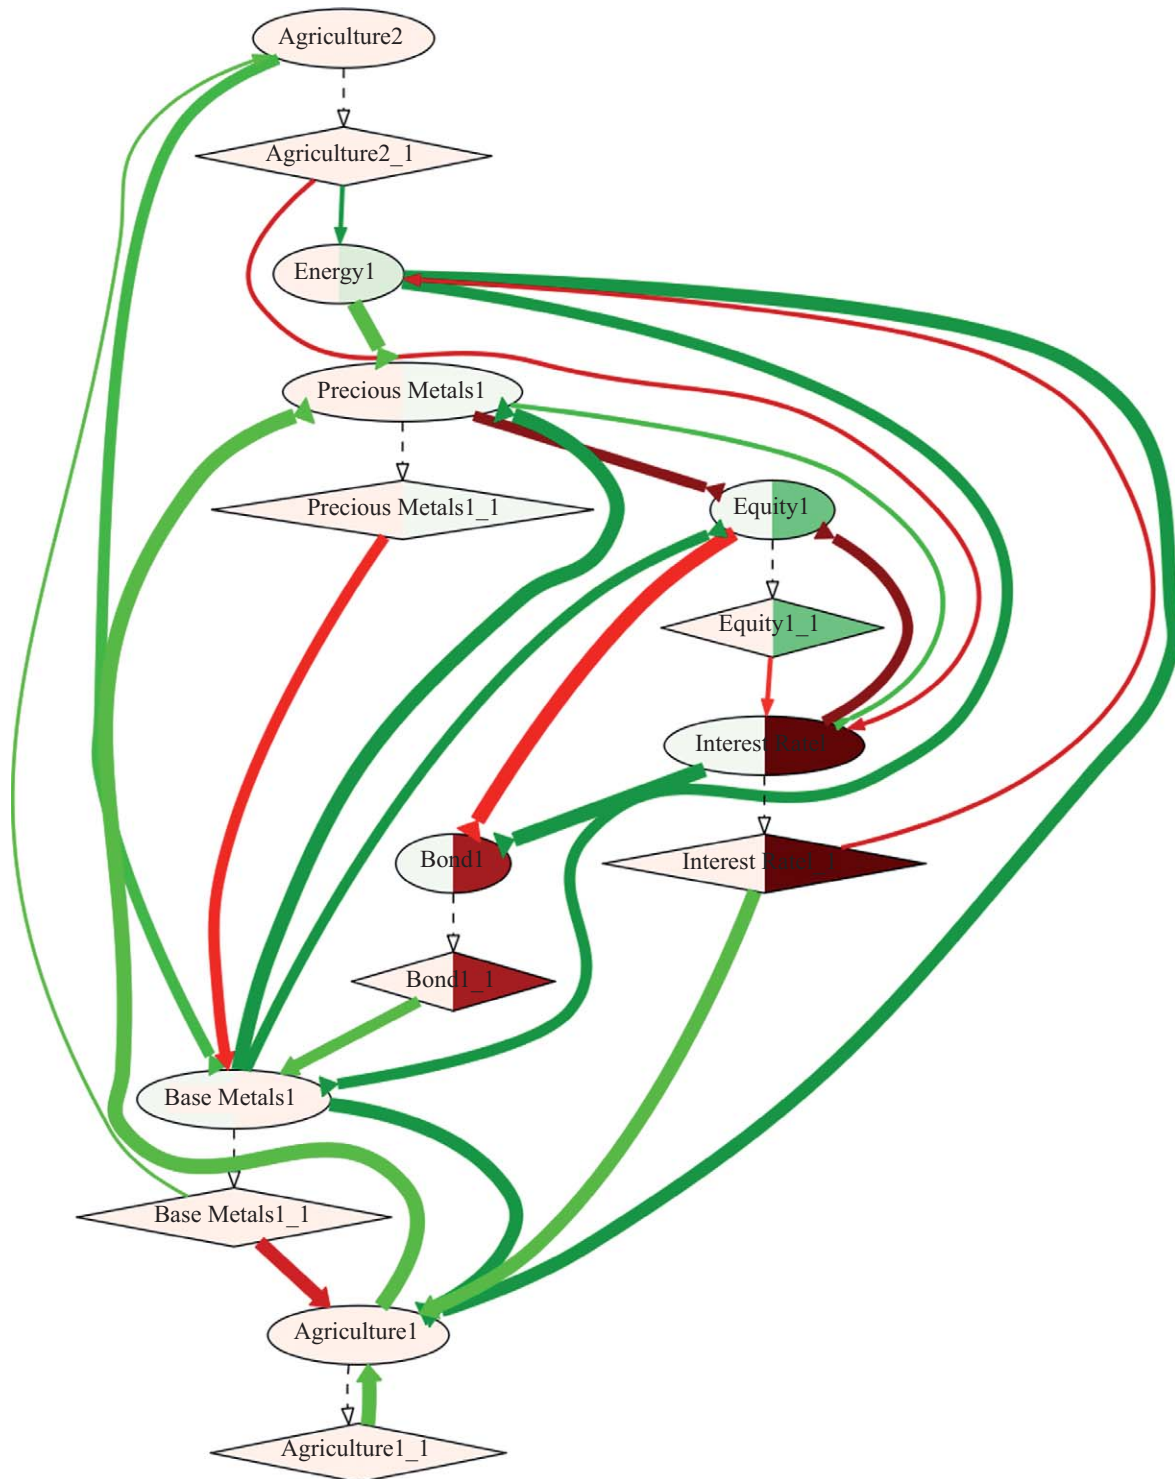 Agriculture2
Agriculture2_1
Energy1
Precious Metals1
Precious Metals1_1
Equity1
Equity1_1
Interest Rate1
Bond1
Interest Rate1_1
Bond1_1
Base Metals1
Base Metals1_1
Agriculture1
Agriculture1_1